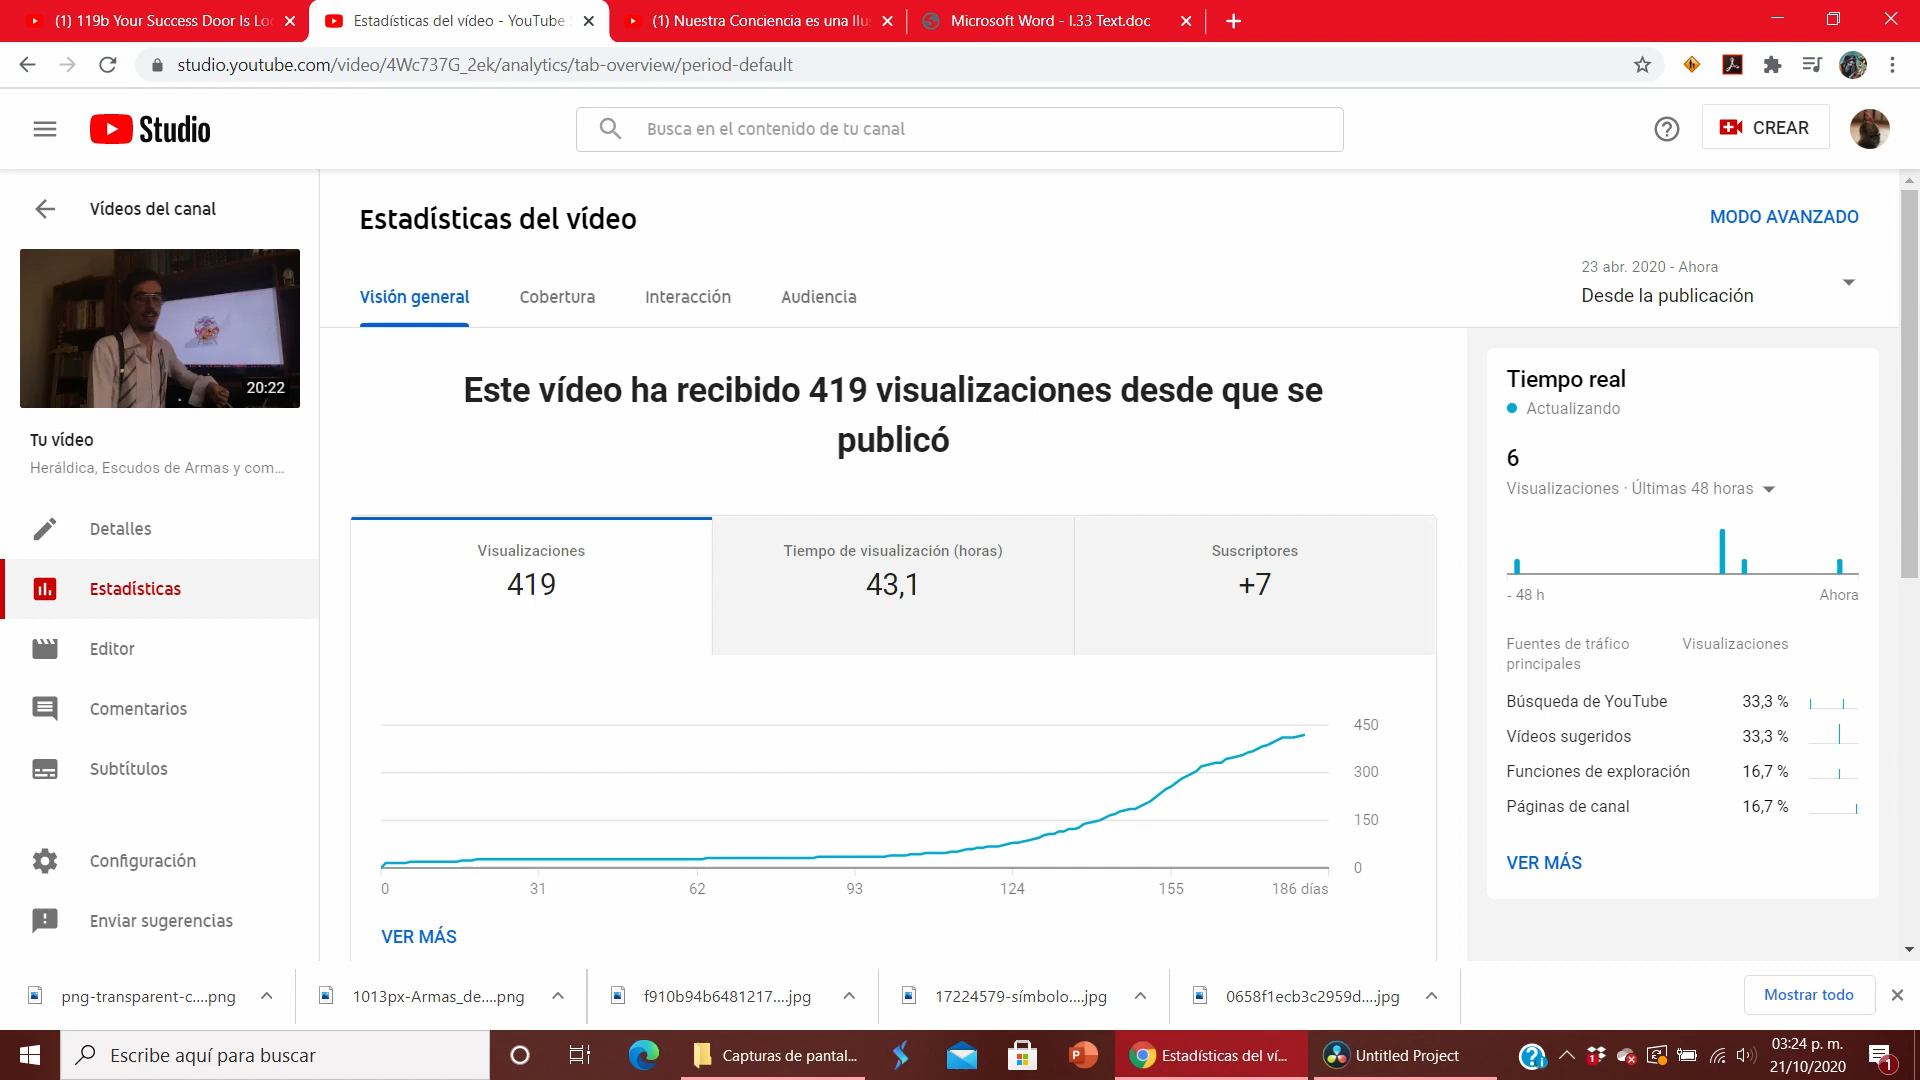 (1) 119b Your Success Door Is Loc
Estadísticas del vídeo - YouTube S
(1) Nuestra Conciencia es una Ilus
Microsoft Word - I.33 Text.doc
studio.youtube.com/video/4Wc737G_2ek/analytics/tab-overview/period-default
Studio
Busca en el contenido de tu canal
CREAR
Vídeos del canal
20:22
Tu vídeo
Heráldica, Escudos de Armas y com...
Detalles
Estadísticas
Editor
Comentarios
Subtítulos
Configuración
Enviar sugerencias
Estadísticas del vídeo
MODO AVANZADO
Visión general
Cobertura
Interacción
Audiencia
23 abr. 2020 - Ahora
Desde la publicación
Este vídeo ha recibido 419 visualizaciones desde que se
publicó
Visualizaciones
419
Tiempo de visualización (horas)
43,1
Suscriptores
+7
450
300
150
0
0 31 62 93 124 155 186 días
VER MÁS
Tiempo real
Actualizando
6
Visualizaciones · Últimas 48 horas
- 48 h Ahora
Fuentes de tráfico
principales
Visualizaciones
Búsqueda de YouTube 33,3 %
Vídeos sugeridos 33,3 %
Funciones de exploración 16,7 %
Páginas de canal 16,7 %
VER MÁS
png-transparent-c....png
1013px-Armas_de....png
f910b94b6481217....jpg
17224579-símbolo....jpg
0658f1ecb3c2959d....jpg
Mostrar todo
Escribe aquí para buscar
Capturas de pantal...
Estadísticas del ví...
Untitled Project
03:24 p. m.
21/10/2020
1